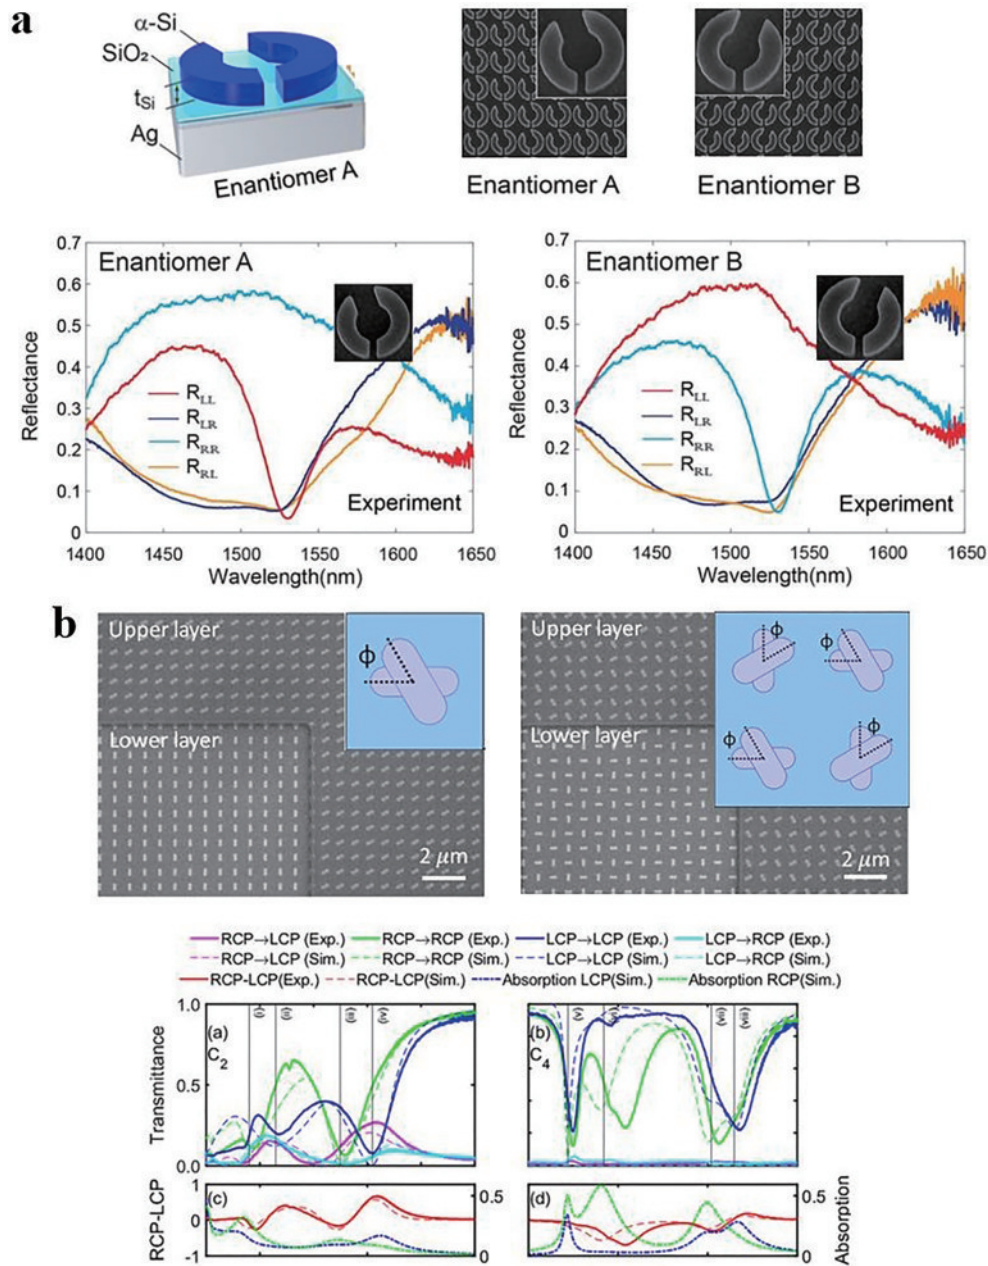 a
α-Si
SiO₂
tSi
Ag
Enantiomer A
Enantiomer A
Enantiomer B
Enantiomer A
0.7
0.6
0.5
0.4
0.3
0.2
0.1
0
Reflectance
RLL
RLR
RRR
RRL
Experiment
1400 1450 1500 1550 1600 1650
Wavelength(nm)
Enantiomer B
0.7
0.6
0.5
0.4
0.3
0.2
0.1
0
Reflectance
RLL
RLR
RRR
RRL
Experiment
1400 1450 1500 1550 1600 1650
Wavelength(nm)
b
Upper layer
ϕ
Lower layer
2 μm
Upper layer
ϕ ϕ
Lower layer
ϕ ϕ
2 μm
RCP→LCP (Exp.) RCP→RCP (Exp.) LCP→LCP (Exp.) LCP→RCP (Exp.)
RCP→LCP (Sim.) RCP→RCP (Sim.) LCP→LCP (Sim.) LCP→RCP (Sim.)
RCP-LCP(Exp.) RCP-LCP(Sim.) Absorption LCP(Sim.) Absorption RCP(Sim.)
Transmittance
1.0
0.5
0.0
(a)
C2
(i) (ii) (iii) (iv)
(b)
C4
(v) (vii) (viii)
RCP-LCP
1
0
-1
(c)
0.5
0
(d)
0.5
0
Absorption